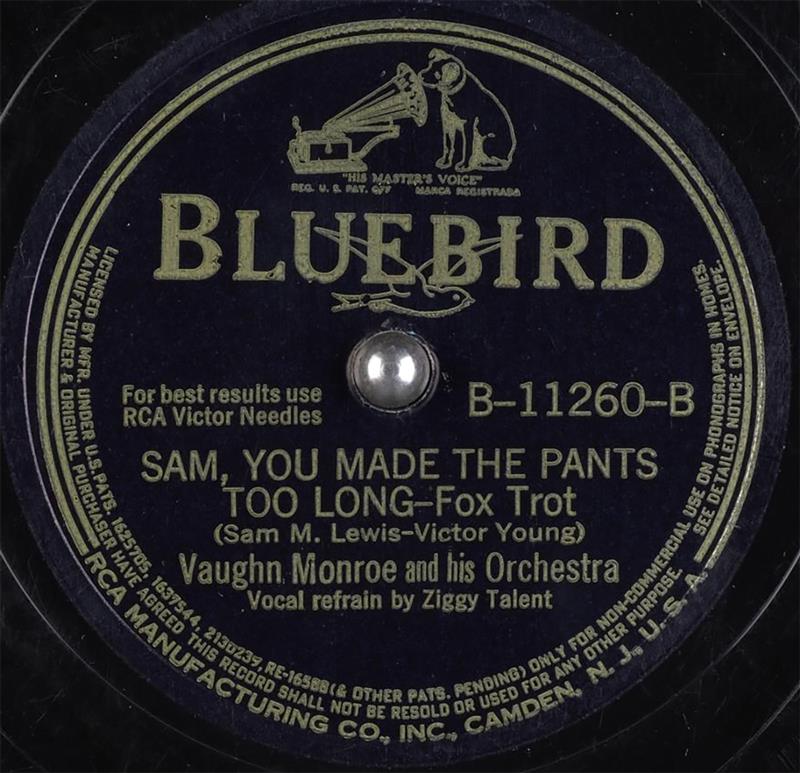 "HIS MASTER'S VOICE"
REG. U. S. PAT. OFF MARCA REGISTRADA
BLUEBIRD
For best results use
RCA Victor Needles
B-11260-B
SAM, YOU MADE THE PANTS
TOO LONG-Fox Trot
(Sam M. Lewis-Victor Young)
Vaughn Monroe and his Orchestra
Vocal refrain by Ziggy Talent
LICENSED BY MFR. UNDER U.S. PATS. 1625705, 1637544, 2130239, RE-16588 (& OTHER PATS. PENDING) ONLY FOR NON-COMMERCIAL USE ON PHONOGRAPHS IN HOMES.
MANUFACTURER & ORIGINAL PURCHASER HAVE AGREED THIS RECORD SHALL NOT BE RESOLD OR USED FOR ANY OTHER PURPOSE. SEE DETAILED NOTICE ON ENVELOPE.
RCA MANUFACTURING CO., INC., CAMDEN, N. J., U. S. A.